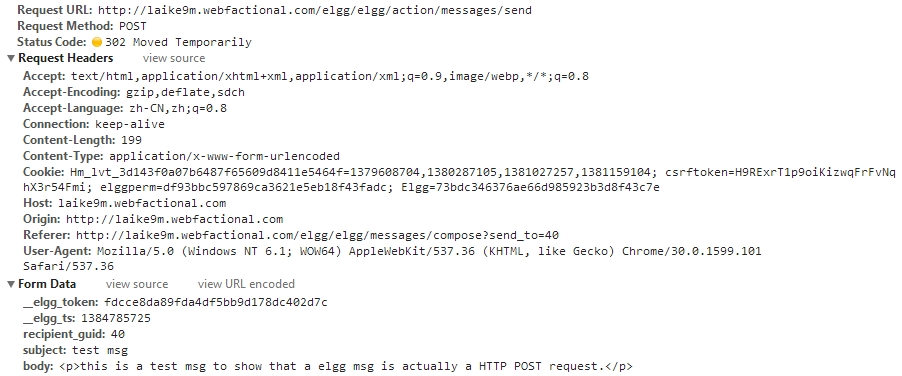 Request URL: http://laike9m.webfactional.com/elgg/elgg/action/messages/send
Request Method: POST
Status Code: 302 Moved Temporarily
Request Headers view source
Accept: text/html,application/xhtml+xml,application/xml;q=0.9,image/webp,*/*;q=0.8
Accept-Encoding: gzip,deflate,sdch
Accept-Language: zh-CN,zh;q=0.8
Connection: keep-alive
Content-Length: 199
Content-Type: application/x-www-form-urlencoded
Cookie: Hm_lvt_3d143f0a07b6487f65609d8411e5464f=1379608704,1380287105,1381027257,1381159104; csrftoken=H9RExrT1p9oiKizwqFrFvNq
hX3r54Fmi; elggperm=df93bbc597869ca3621e5eb18f43fadc; Elgg=73bdc346376ae66d985923b3d8f43c7e
Host: laike9m.webfactional.com
Origin: http://laike9m.webfactional.com
Referer: http://laike9m.webfactional.com/elgg/elgg/messages/compose?send_to=40
User-Agent: Mozilla/5.0 (Windows NT 6.1; WOW64) AppleWebKit/537.36 (KHTML, like Gecko) Chrome/30.0.1599.101
Safari/537.36
Form Data view source view URL encoded
__elgg_token: fdcce8da89fda4df5bb9d178dc402d7c
__elgg_ts: 1384785725
recipient_guid: 40
subject: test msg
body: <p>this is a test msg to show that a elgg msg is actually a HTTP POST request.</p>